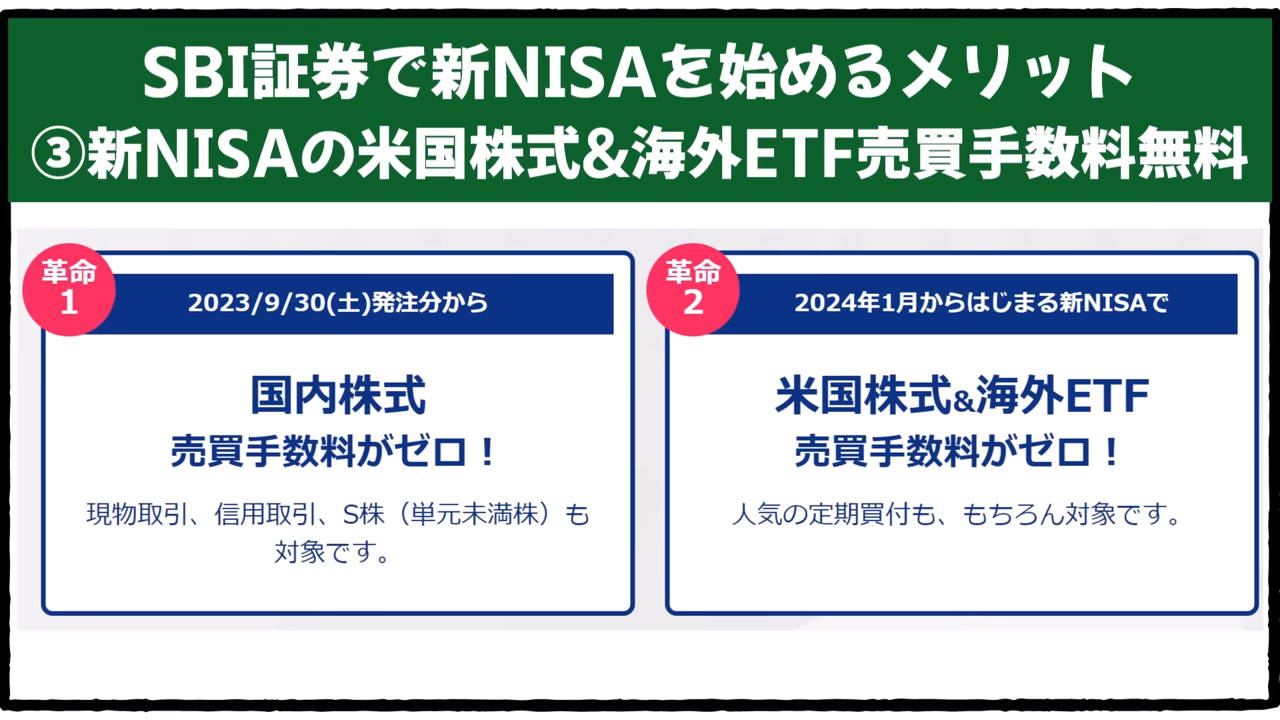 SBI証券で新NISAを始めるメリット
③新NISAの米国株式&海外ETF売買手数料無料
革命
1
2023/9/30(土)発注分から
国内株式
売買手数料がゼロ！
現物取引、信用取引、S株（単元未満株）も
対象です。
革命
2
2024年1月からはじまる新NISAで
米国株式&海外ETF
売買手数料がゼロ！
人気の定期買付も、もちろん対象です。